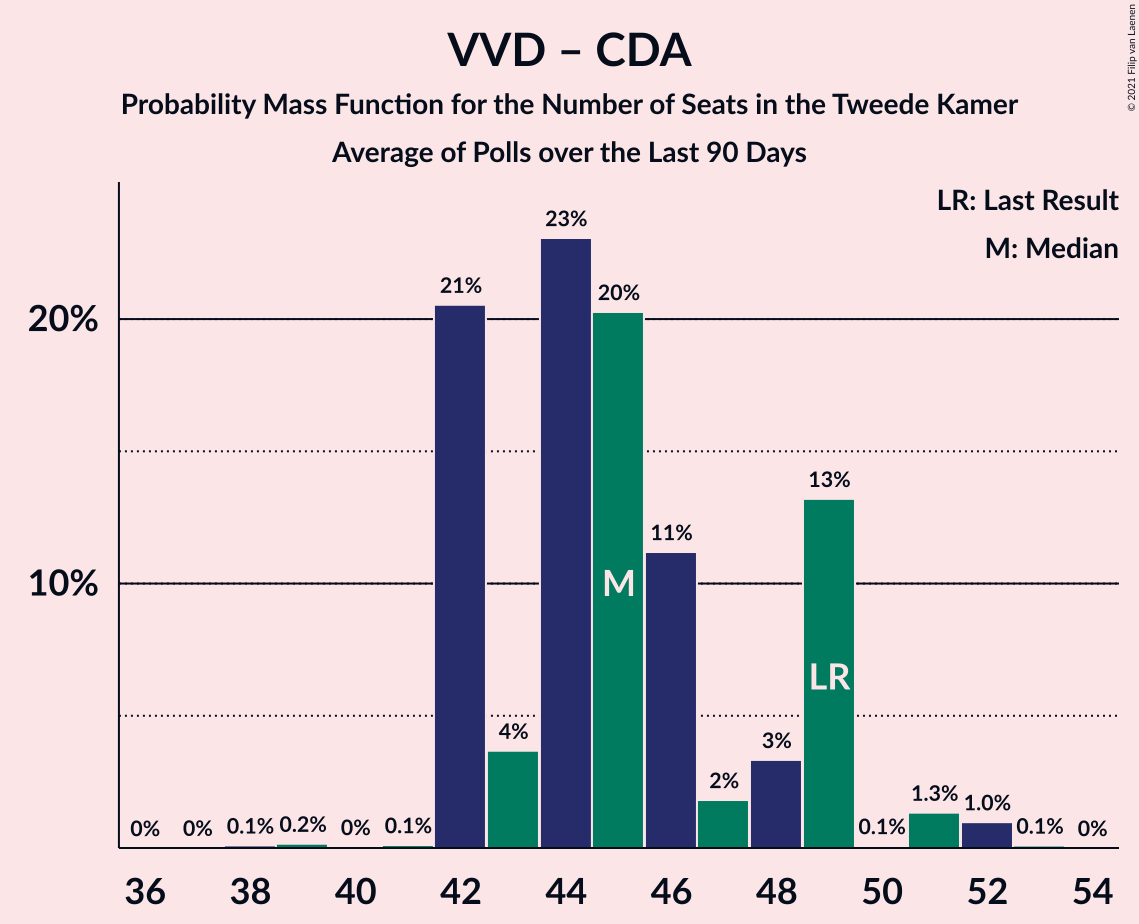 © 2021 Filip van Laenen
VVD – CDA
Probability Mass Function for the Number of Seats in the Tweede Kamer
Average of Polls over the Last 90 Days
LR: Last Result
M: Median
20%
10%
0%
0%
0.1%
0.2%
0%
0.1%
21%
4%
23%
20%
11%
2%
3%
13%
0.1%
1.3%
1.0%
0.1%
0%
M
LR
36 38 40 42 44 46 48 50 52 54